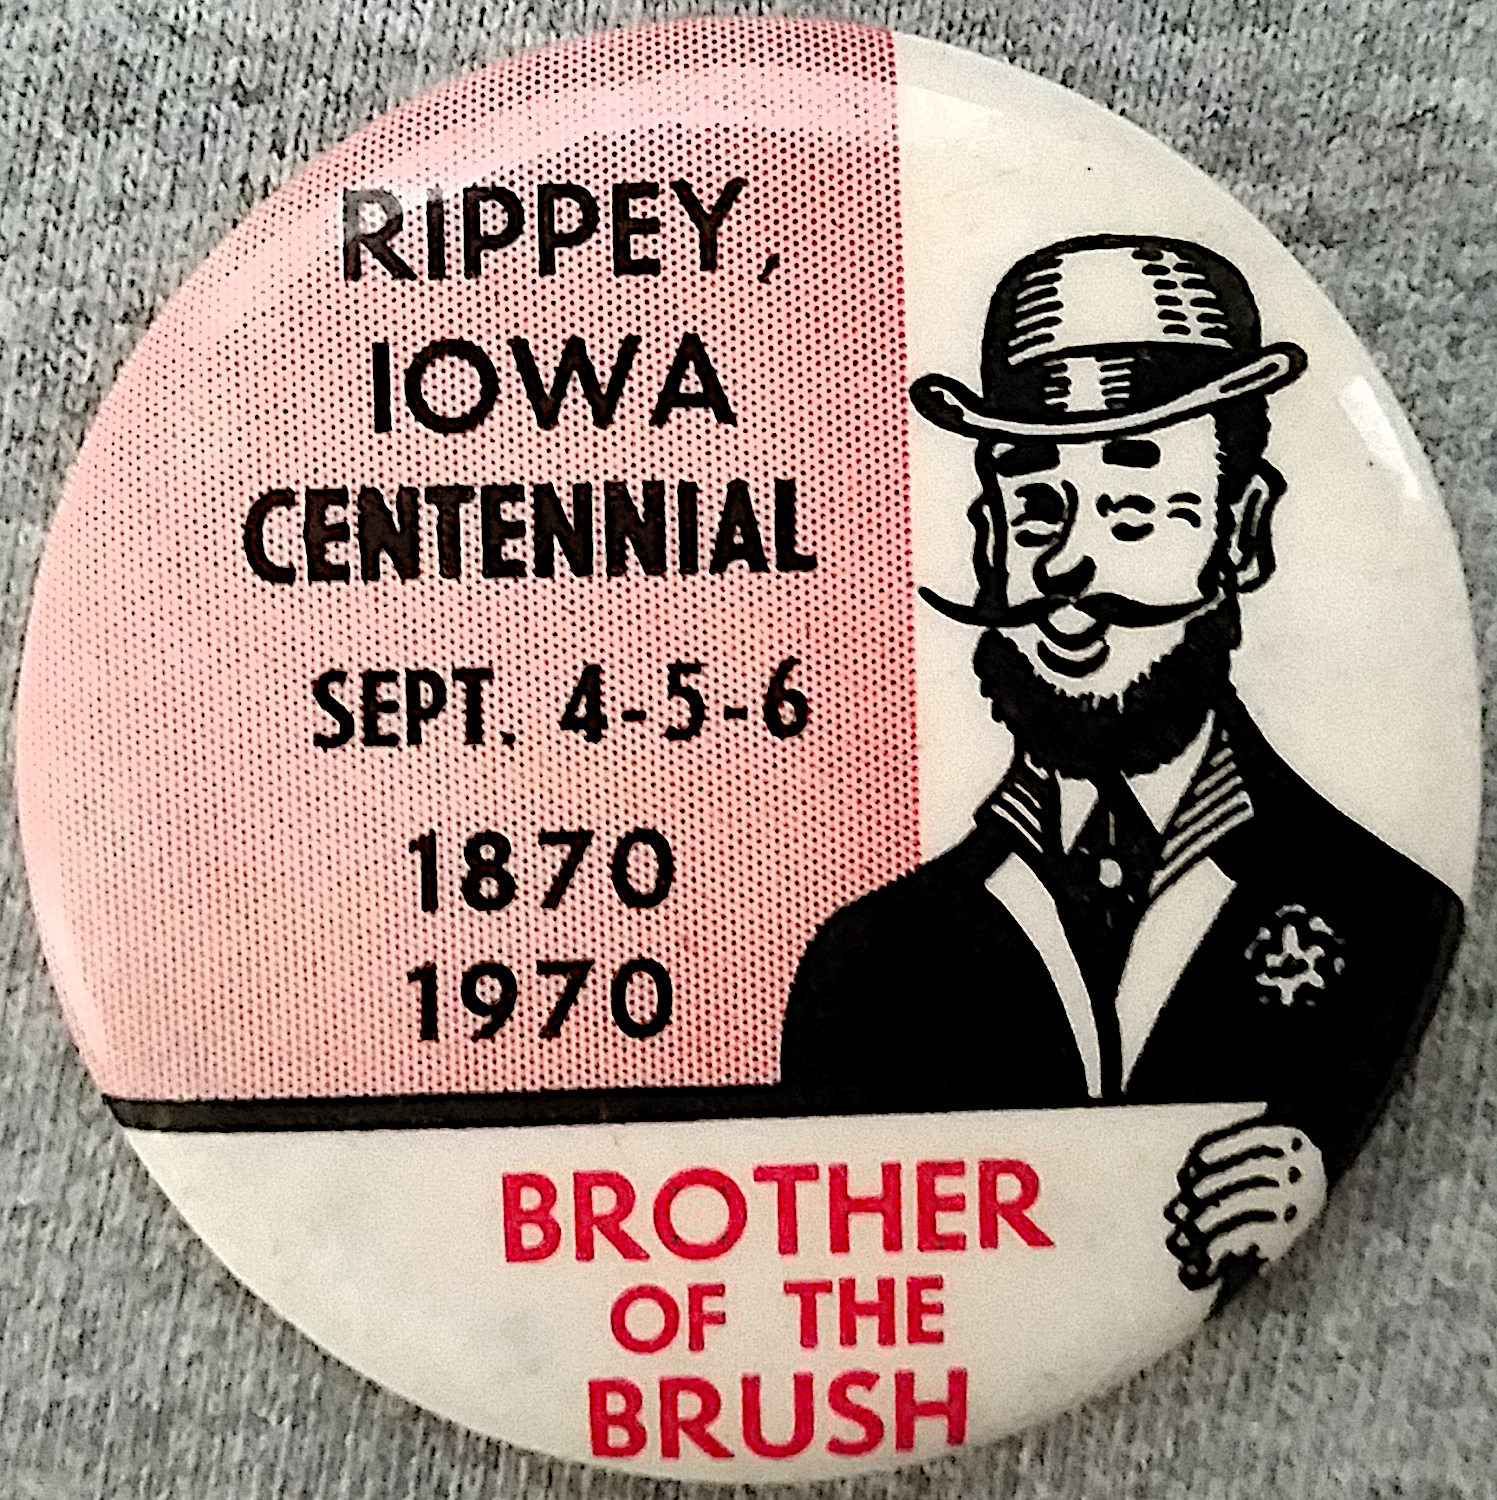 RIPPEY,
IOWA
CENTENNIAL
SEPT. 4-5-6
1870
1970
BROTHER
OF THE
BRUSH